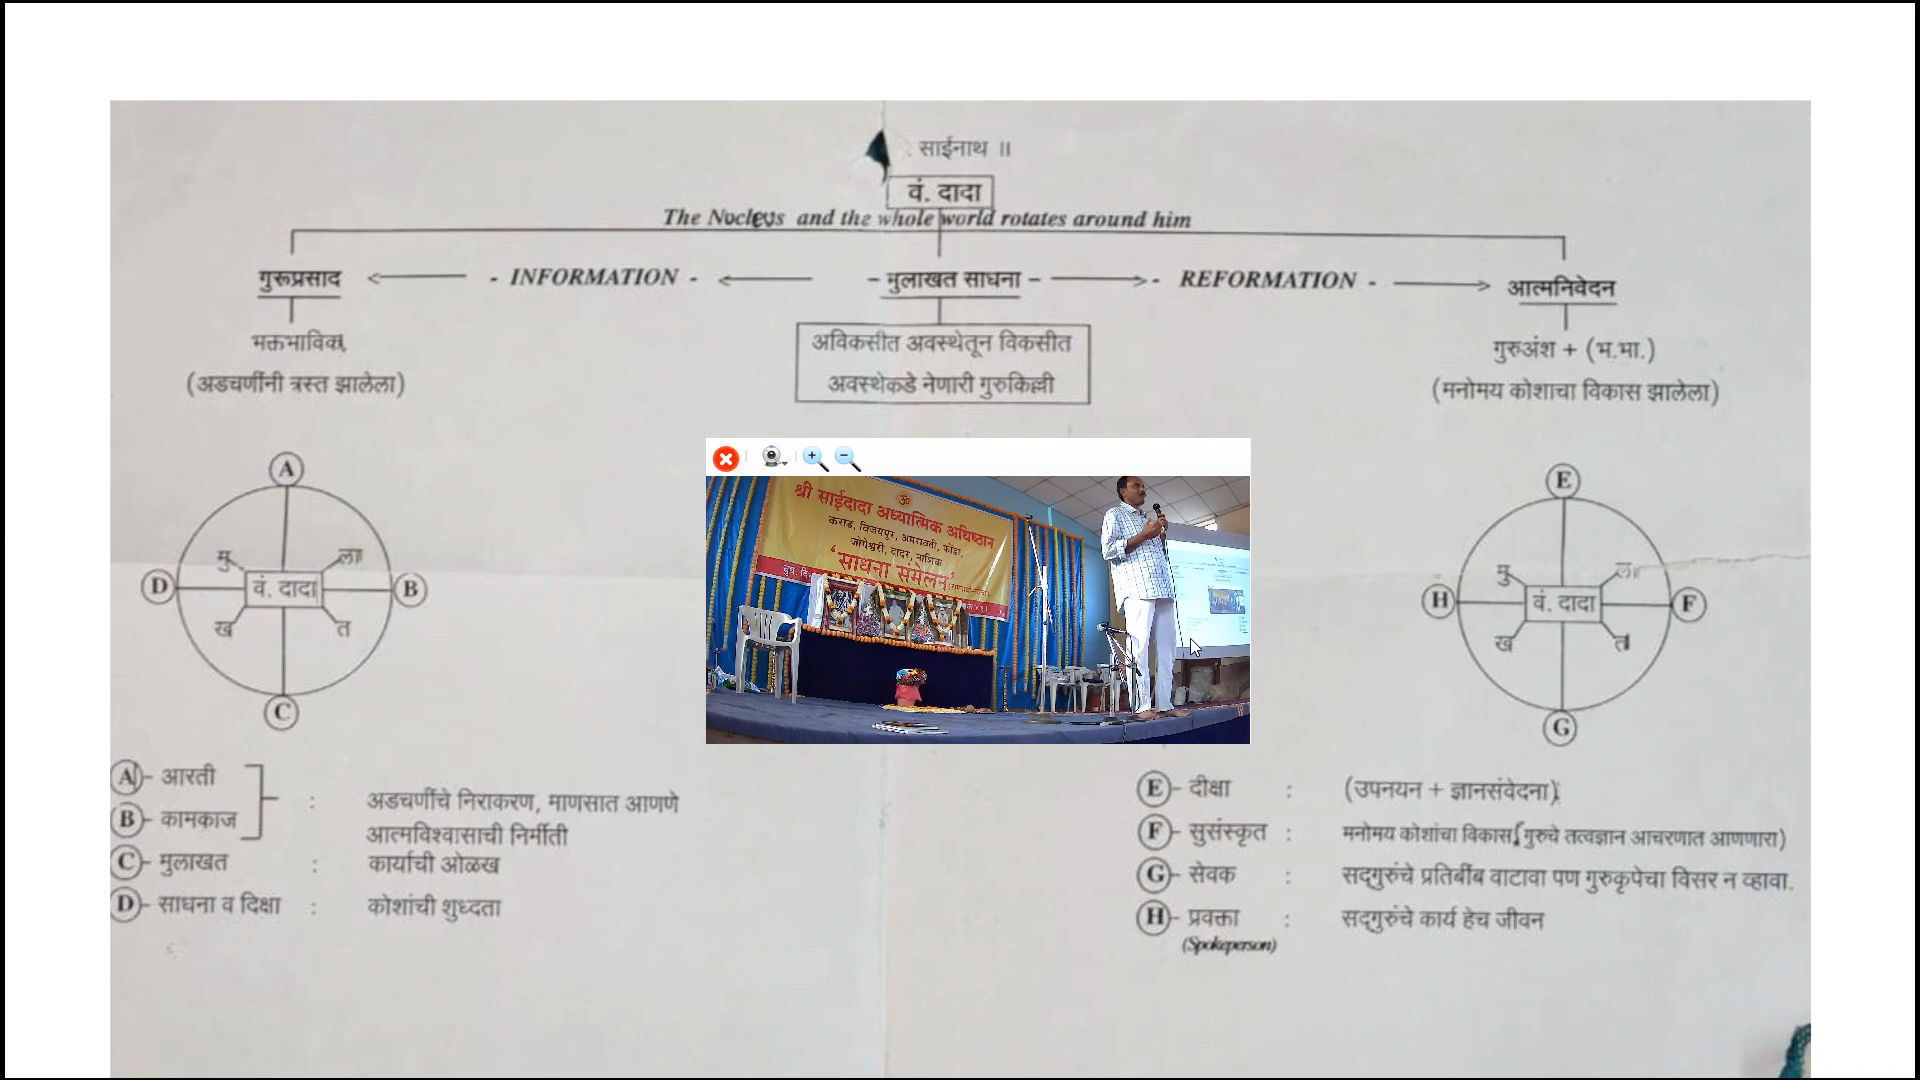 साईनाथ ॥
वं. दादा
The Nucleus and the whole world rotates around him
गुरूप्रसाद - INFORMATION - - मुलाखत साधना - - REFORMATION - आत्मनिवेदन
भक्तभाविक
(अडचणींनी त्रस्त झालेला)
अविकसीत अवस्थेतून विकसीत
अवस्थेकडे नेणारी गुरुकिल्ली
गुरुअंश + (भ.भा.)
(मनोमय कोशाचा विकास झालेला)
A
मु ला
D वं. दादा B
ख त
C
श्री साईदादा अध्यात्मिक अधिष्ठान
कराड, विजयपूर, अमरावती, फोंडा,
जोगेश्वरी, दादर, नाशिक
'साधना संमेलन'
E
मु ला
H वं. दादा F
ख त
G
A - आरती
B - कामकाज
: अडचणींचे निराकरण, माणसात आणणे
आत्मविश्वासाची निर्मीती
C - मुलाखत : कार्याची ओळख
D - साधना व दिक्षा : कोशांची शुध्दता
E - दीक्षा : (उपनयन + ज्ञानसंवेदना)
F - सुसंस्कृत : मनोमय कोशांचा विकास (गुरुचे तत्वज्ञान आचरणात आणणारा)
G - सेवक : सद्‌गुरुंचे प्रतिबींब वाटावा पण गुरुकृपेचा विसर न व्हावा.
H - प्रवक्ता : सद्‌गुरुंचे कार्य हेच जीवन
(Spokeperson)